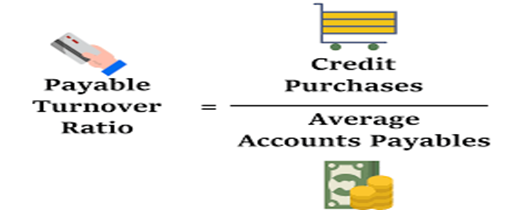 Payable
Turnover
Ratio
=
Credit
Purchases
Average
Accounts Payables